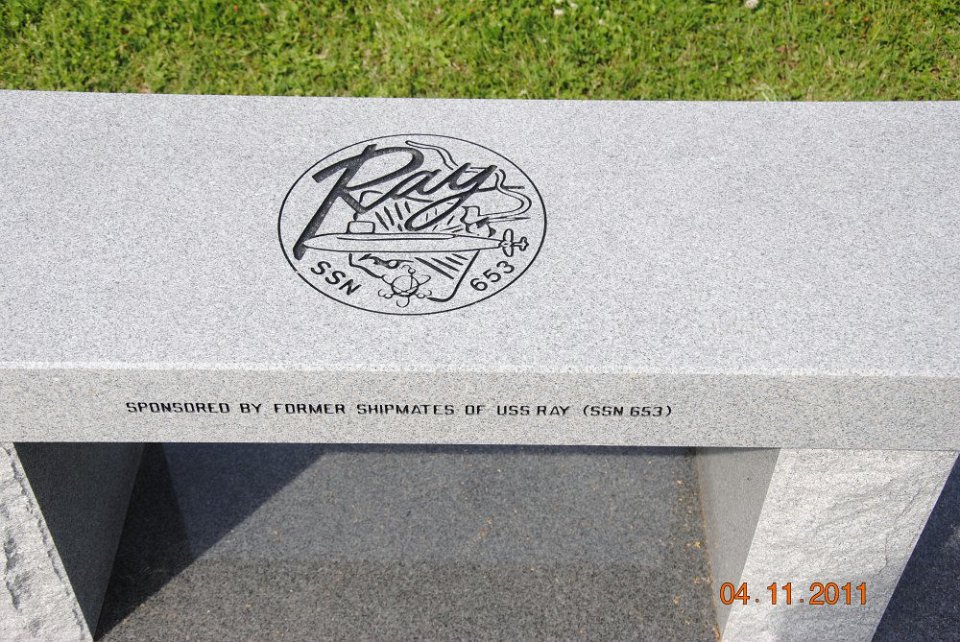 Ray
SSN 653
SPONSORED BY FORMER SHIPMATES OF USS RAY (SSN 653)
04.11.2011